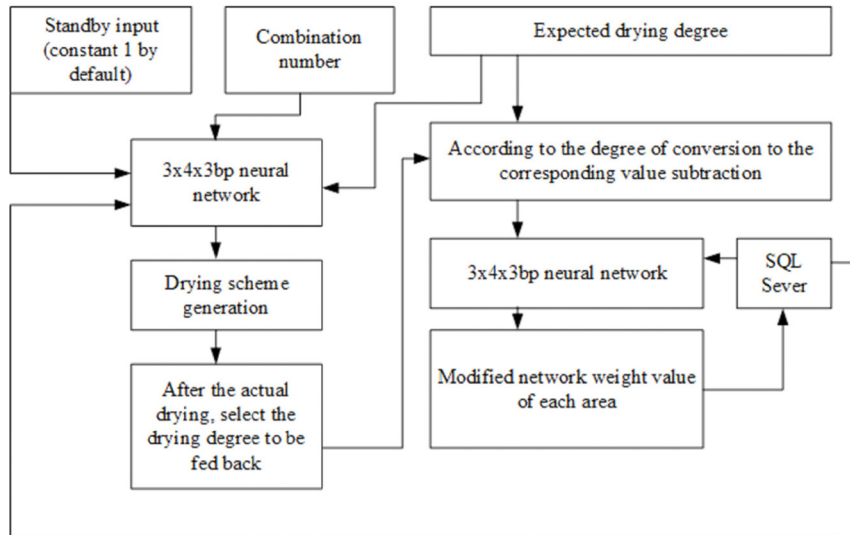 Standby input
(constant 1 by
default)
Combination
number
Expected drying degree
3x4x3bp neural
network
According to the degree of conversion to the
corresponding value subtraction
Drying scheme
generation
3x4x3bp neural network
SQL
Sever
After the actual
drying, select the
drying degree to be
fed back
Modified network weight value
of each area